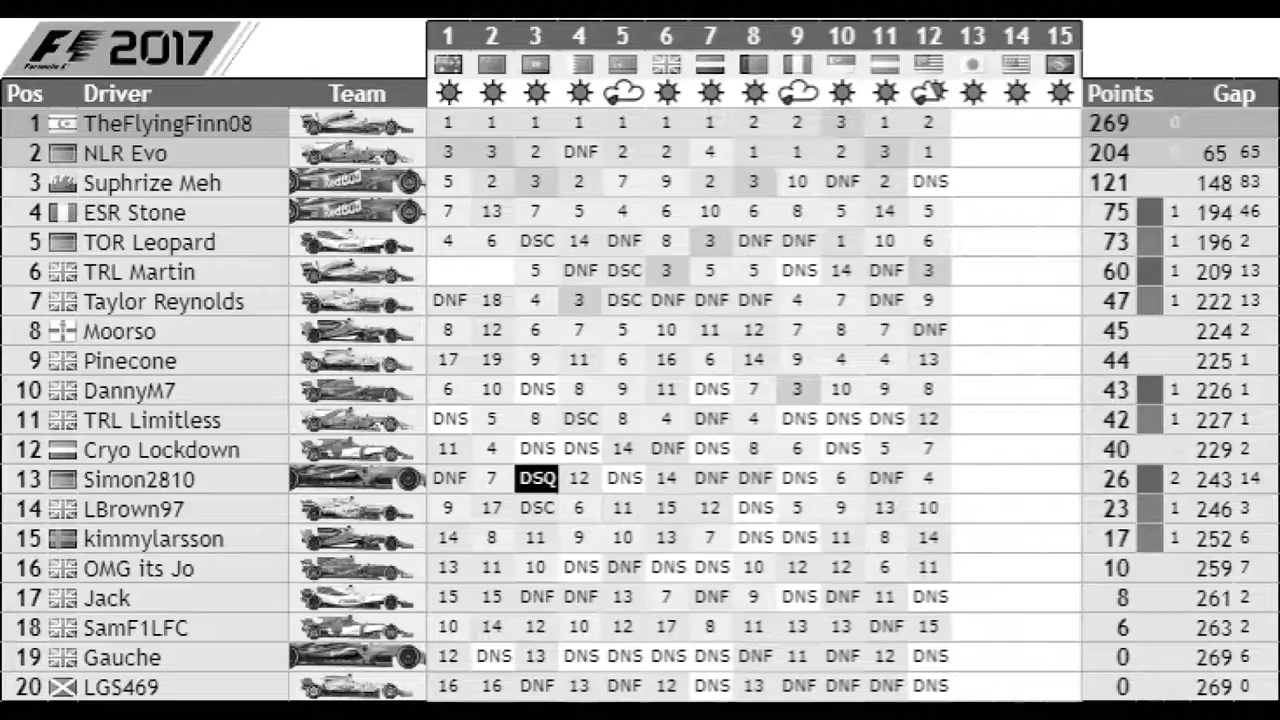 F1 2017 1 2 3 4 5 6 7 8 9 10 11 12 13 14 15
Formula 1
Pos Driver Team Points Gap
1 TheFlyingFinn08 1 1 1 1 1 1 1 2 2 3 1 2 269 0
2 NLR Evo 3 3 2 DNF 2 2 4 1 1 2 3 1 204 65 65
3 Suphrize Meh RedBull 5 2 3 2 7 9 2 3 10 DNF 2 DNS 121 148 83
4 ESR Stone RedBull 7 13 7 5 4 6 10 6 8 5 14 5 75 1 194 46
5 TOR Leopard 4 6 DSC 14 DNF 8 3 DNF DNF 1 10 6 73 1 196 2
6 TRL Martin 5 DNF DSC 3 5 5 DNS 14 DNF 3 60 1 209 13
7 Taylor Reynolds DNF 18 4 3 DSC DNF DNF DNF 4 7 DNF 9 47 1 222 13
8 Moorso 8 12 6 7 5 10 11 12 7 8 7 DNF 45 224 2
9 Pinecone 17 19 9 11 6 16 6 14 9 4 4 13 44 225 1
10 DannyM7 6 10 DNS 8 9 11 DNS 7 3 10 9 8 43 1 226 1
11 TRL Limitless DNS 5 8 DSC 8 4 DNF 4 DNS DNS DNS 12 42 1 227 1
12 Cryo Lockdown 11 4 DNS DNS 14 DNF DNS 8 6 DNS 5 7 40 229 2
13 Simon2810 DNF 7 DSQ 12 DNS 14 DNF DNF DNS 6 DNF 4 26 2 243 14
14 LBrown97 9 17 DSC 6 11 15 12 DNS 5 9 13 10 23 1 246 3
15 kimmylarsson 14 8 11 9 10 13 7 DNS DNS 11 8 14 17 1 252 6
16 OMG its Jo 13 11 10 DNS DNF DNS DNS 10 12 12 6 11 10 259 7
17 Jack 15 15 DNF DNF 13 7 DNF 9 DNS DNF 11 DNS 8 261 2
18 SamF1LFC 10 14 12 10 12 17 8 11 13 13 DNF 15 6 263 2
19 Gauche 12 DNS 13 DNS DNS DNS DNS DNF 11 DNF 12 DNS 0 269 6
20 LGS469 16 16 DNF 13 DNF 12 DNS 13 DNF DNF DNF DNS 0 269 0